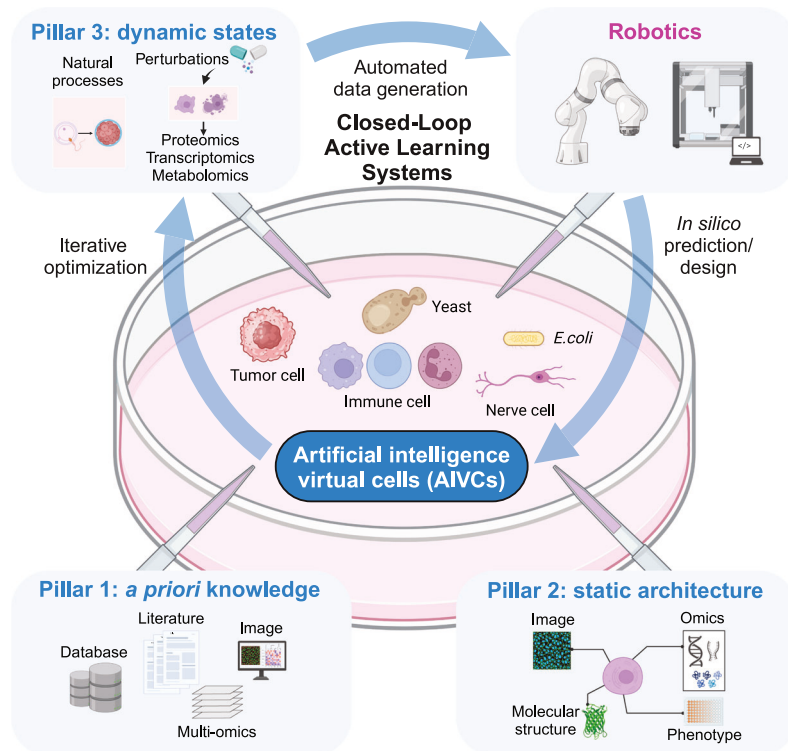 Pillar 3: dynamic states
Natural
processes
Perturbations
Proteomics
Transcriptomics
Metabolomics
Automated
data generation
Closed-Loop
Active Learning
Systems
Robotics
</>
Iterative
optimization
In silico
prediction/
design
Yeast
E.coli
Tumor cell
Immune cell
Nerve cell
Artificial intelligence
virtual cells (AIVCs)
Pillar 1: a priori knowledge
Literature
Image
Database
Multi-omics
Pillar 2: static architecture
Image
Omics
Molecular
structure
Phenotype